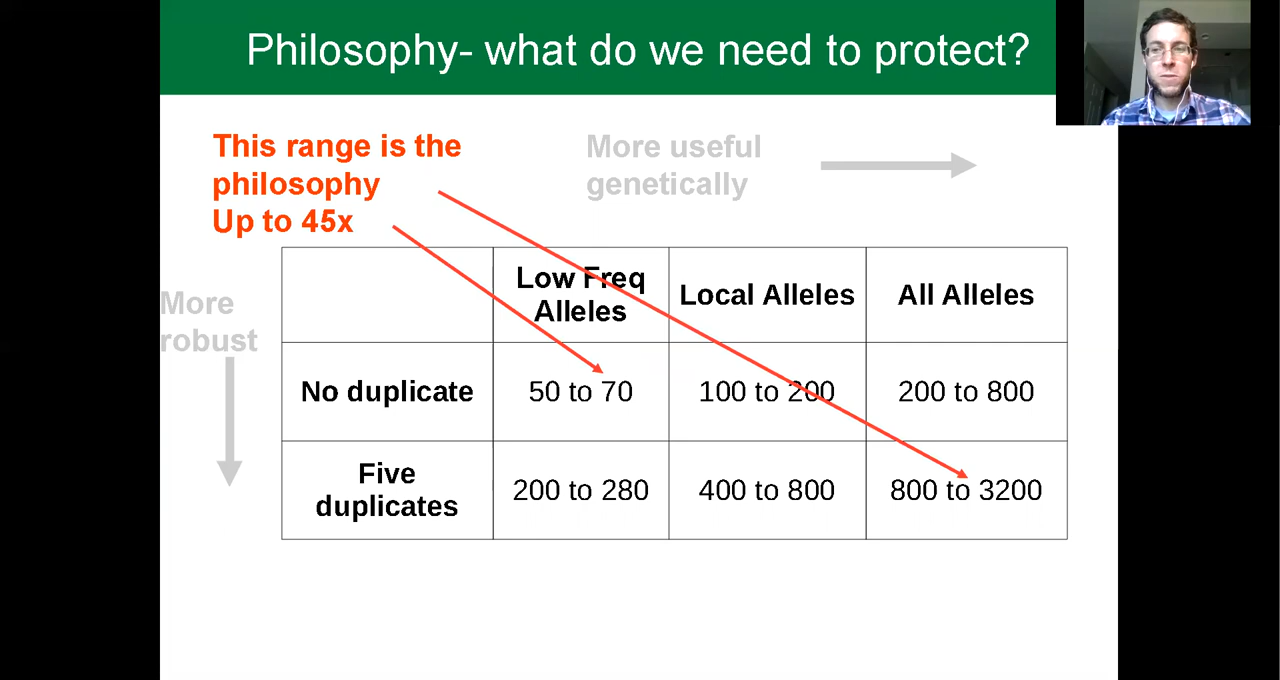 Philosophy- what do we need to protect?
This range is the
philosophy
Up to 45x
More useful
genetically
More
robust
Low Freq
Alleles
Local Alleles
All Alleles
No duplicate
50 to 70
100 to 200
200 to 800
Five
duplicates
200 to 280
400 to 800
800 to 3200